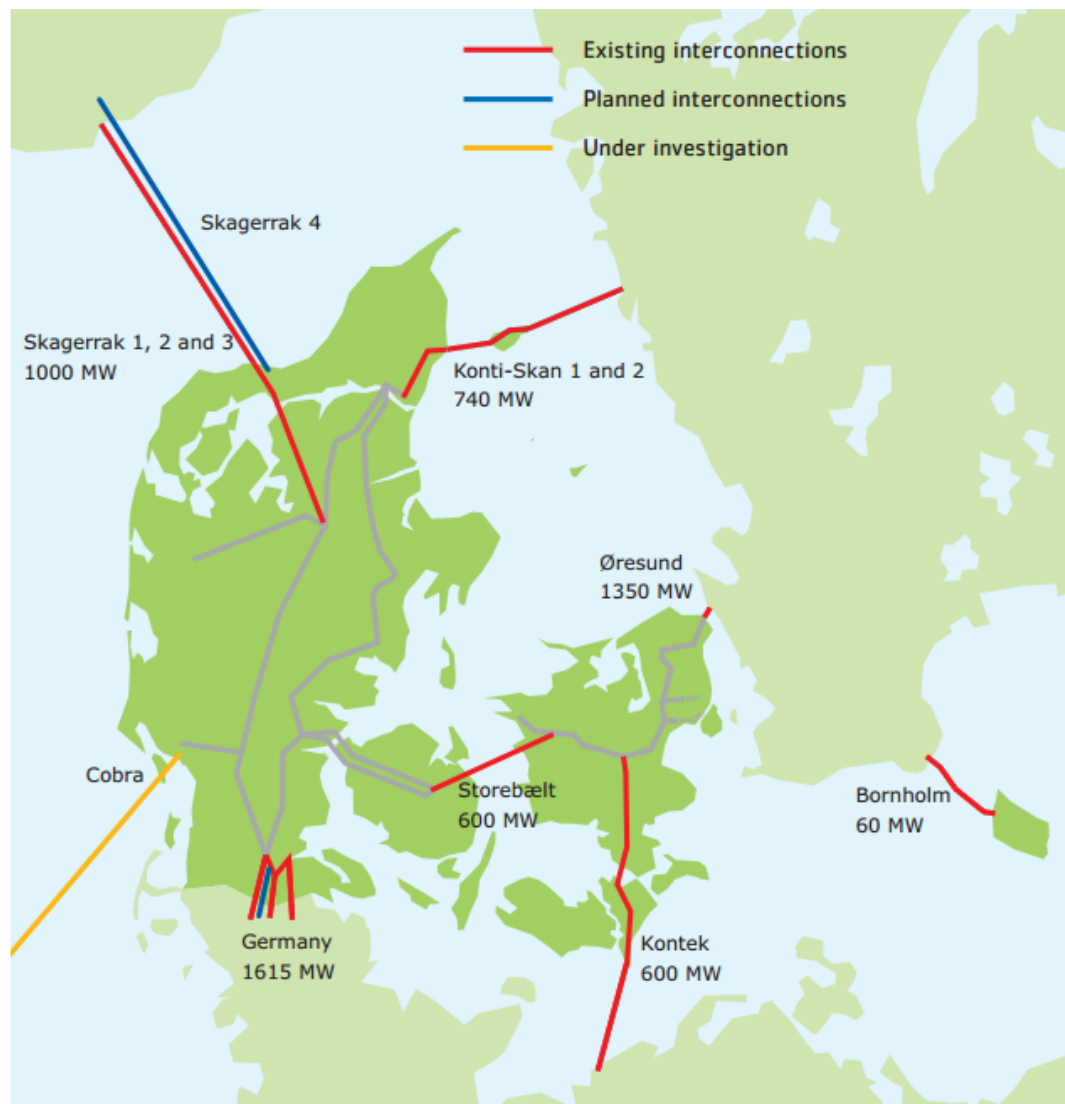 Existing interconnections
Planned interconnections
Under investigation
Skagerrak 4
Skagerrak 1, 2 and 3
1000 MW
Konti-Skan 1 and 2
740 MW
Øresund
1350 MW
Cobra
Storebælt
600 MW
Bornholm
60 MW
Germany
1615 MW
Kontek
600 MW